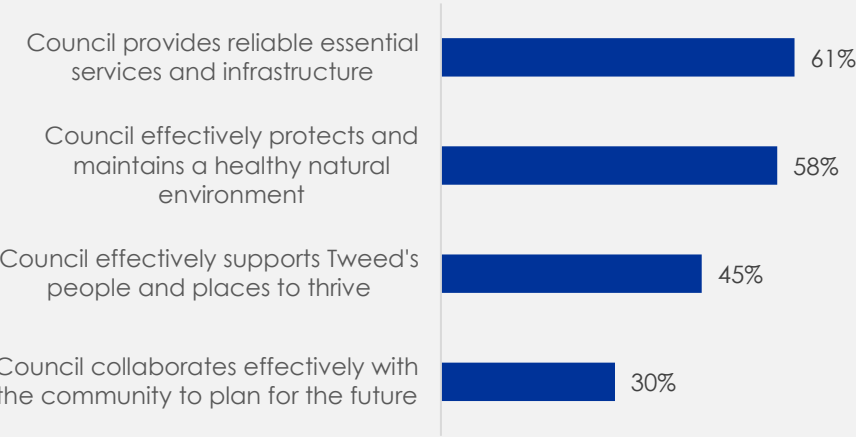 Council provides reliable essential
services and infrastructure
61%
Council effectively protects and
maintains a healthy natural
environment
58%
Council effectively supports Tweed's
people and places to thrive
45%
Council collaborates effectively with
the community to plan for the future
30%